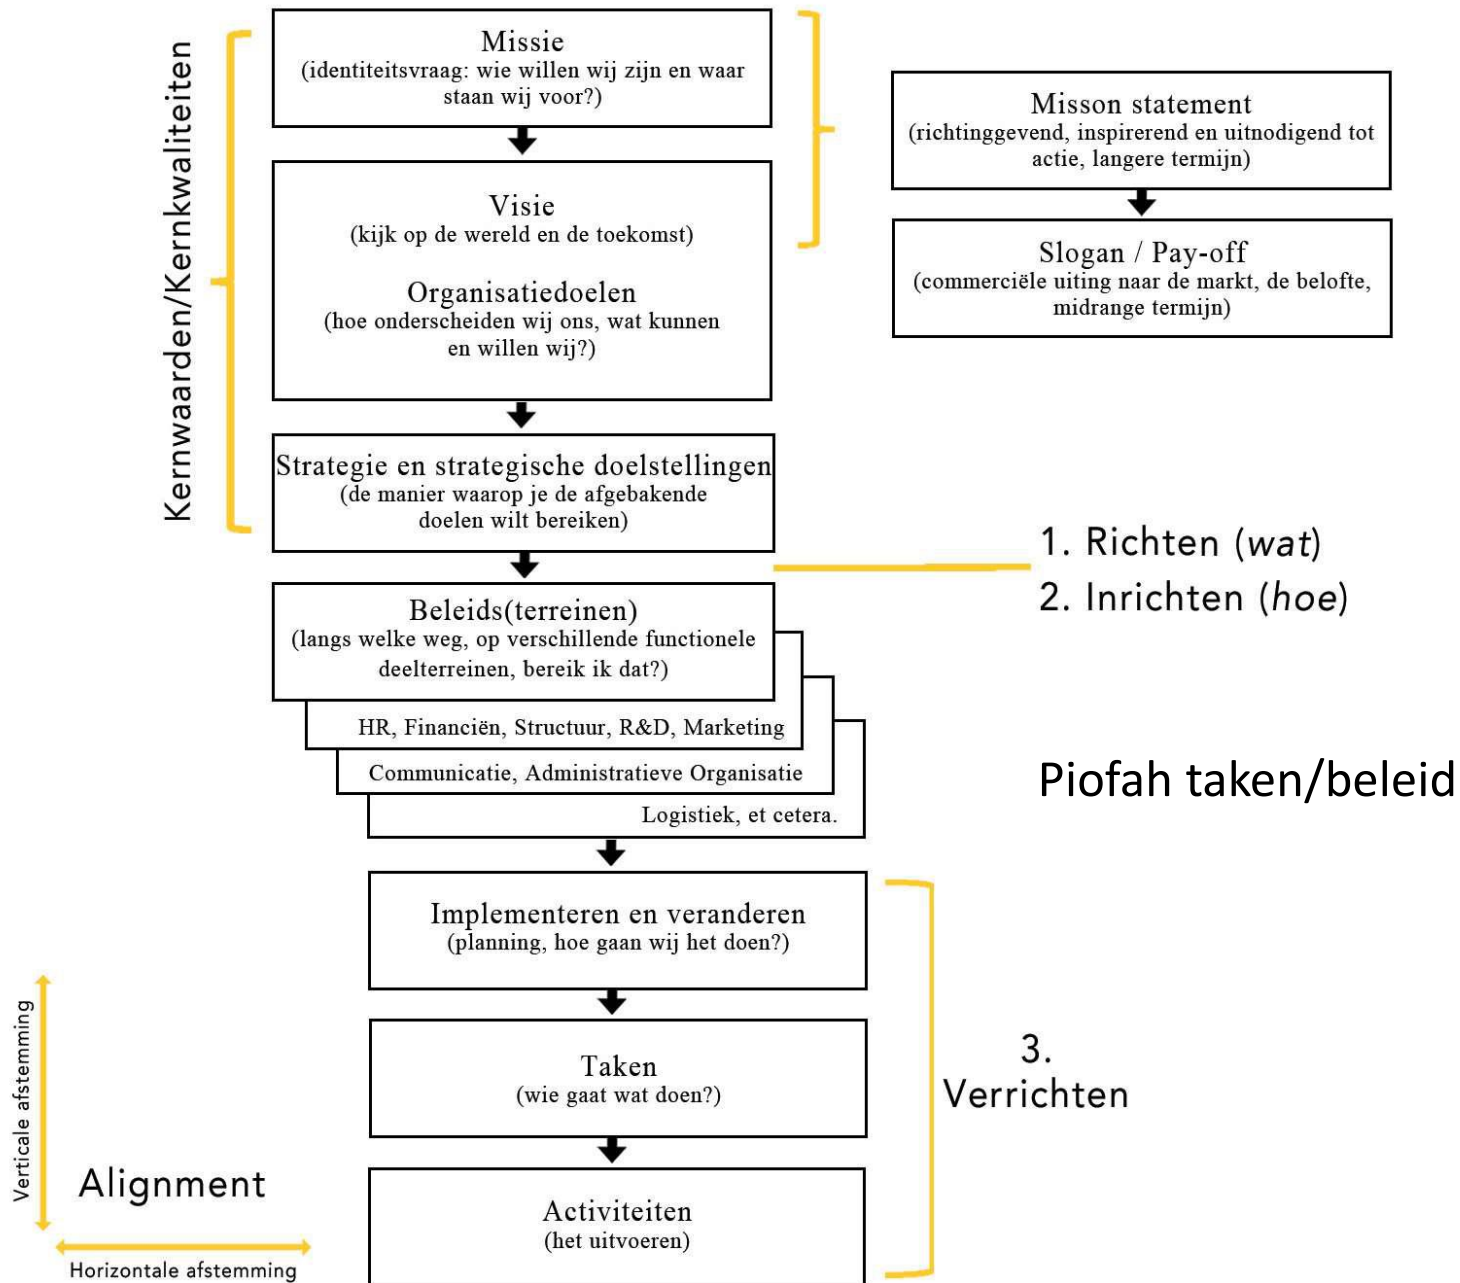 Kernwaarden/Kernkwaliteiten
Missie
(identiteitsvraag: wie willen wij zijn en waar
staan wij voor?)
Visie
(kijk op de wereld en de toekomst)
Organisatiedoelen
(hoe onderscheiden wij ons, wat kunnen
en willen wij?)
Misson statement
(richtinggevend, inspirerend en uitnodigend tot
actie, langere termijn)
Slogan / Pay-off
(commerciële uiting naar de markt, de belofte,
midrange termijn)
Strategie en strategische doelstellingen
(de manier waarop je de afgebakende
doelen wilt bereiken)
1. Richten (wat)
2. Inrichten (hoe)
Beleids(terreinen)
(langs welke weg, op verschillende functionele
deelterreinen, bereik ik dat?)
HR, Financiën, Structuur, R&D, Marketing
Communicatie, Administratieve Organisatie
Logistiek, et cetera.
Piofah taken/beleid
Implementeren en veranderen
(planning, hoe gaan wij het doen?)
Taken
(wie gaat wat doen?)
Activiteiten
(het uitvoeren)
3.
Verrichten
Verticale afstemming
Alignment
Horizontale afstemming